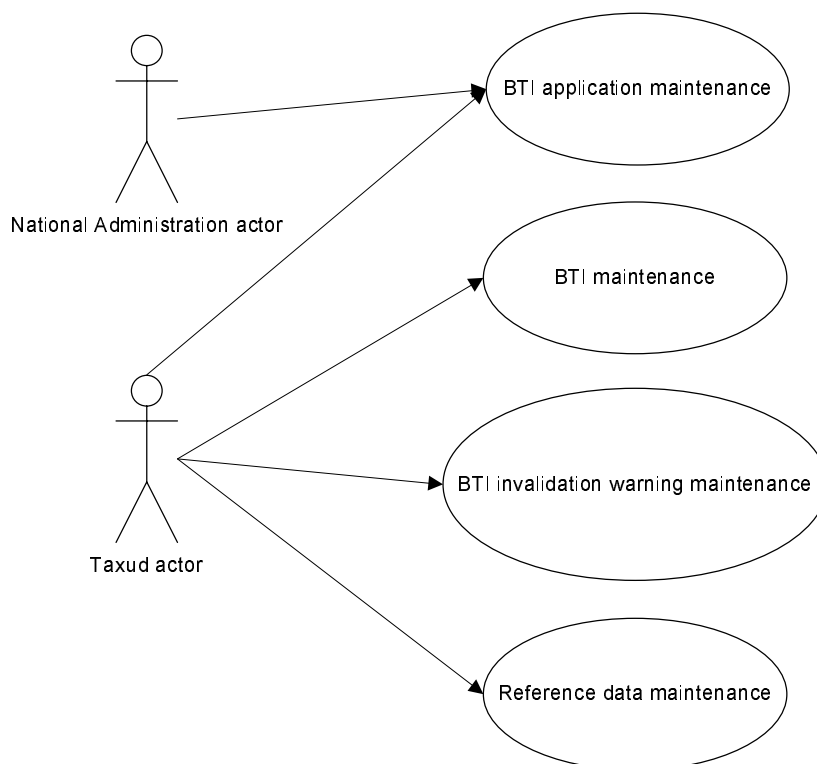 BTI application maintenance
National Administration actor
BTI maintenance
BTI invalidation warning maintenance
Taxud actor
Reference data maintenance